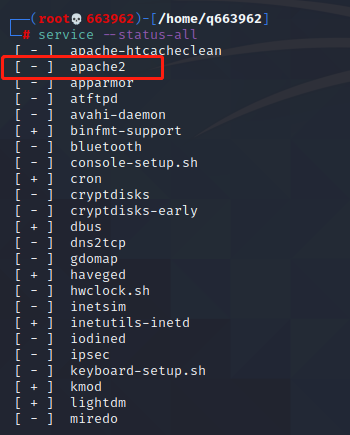 (root💀663962)-[/home/q663962]
# service --status-all
[ - ] apache-htcacheclean
[ - ] apache2
[ - ] apparmor
[ - ] atftpd
[ - ] avahi-daemon
[ + ] binfmt-support
[ - ] bluetooth
[ - ] console-setup.sh
[ + ] cron
[ - ] cryptdisks
[ - ] cryptdisks-early
[ + ] dbus
[ - ] dns2tcp
[ - ] gdomap
[ + ] haveged
[ - ] hwclock.sh
[ - ] inetsim
[ + ] inetutils-inetd
[ - ] iodined
[ - ] ipsec
[ - ] keyboard-setup.sh
[ + ] kmod
[ + ] lightdm
[ - ] miredo